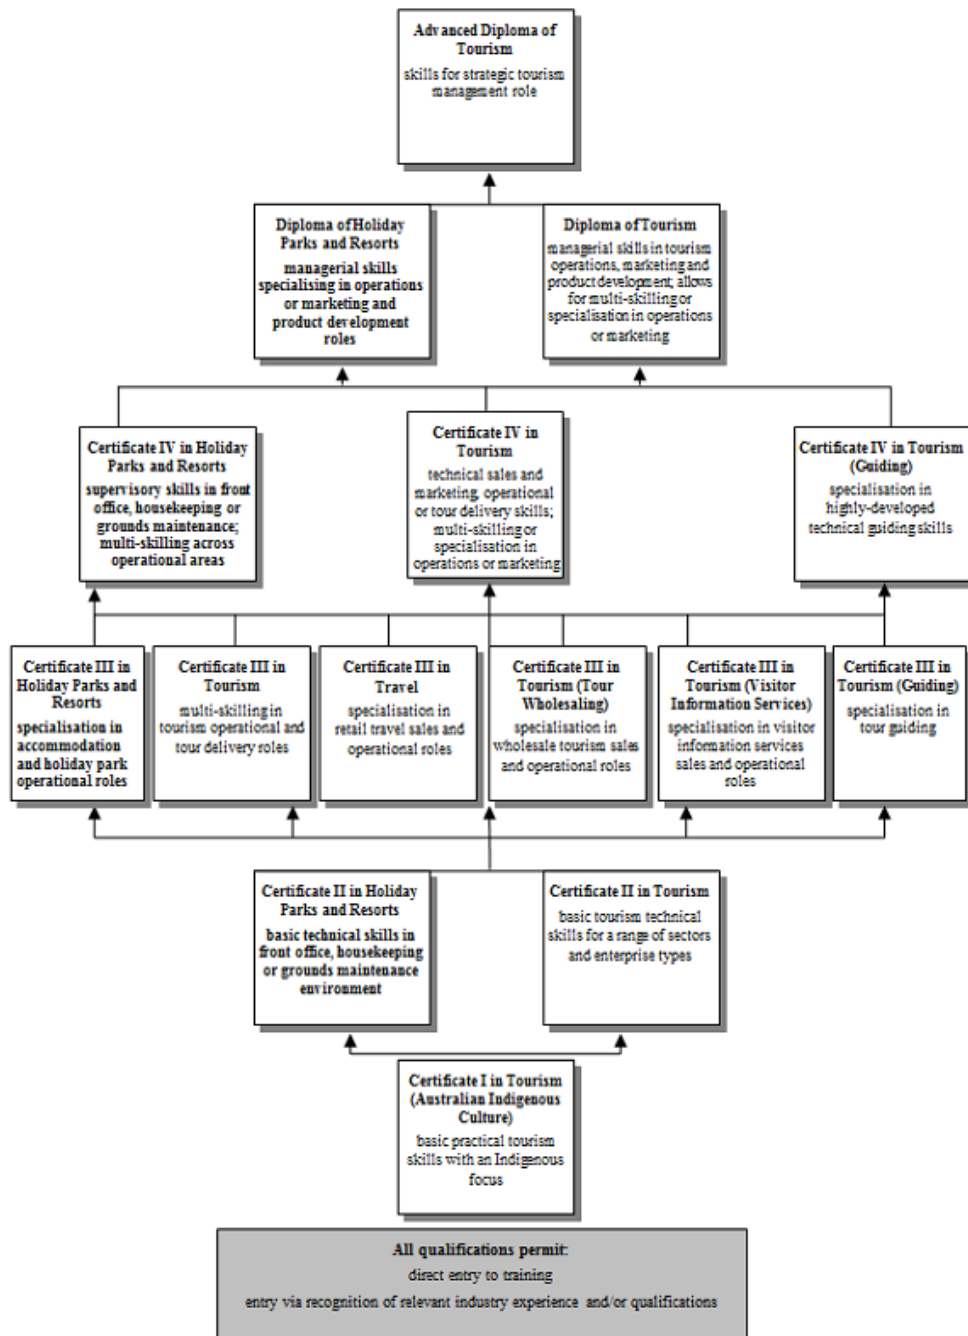 Advanced Diploma of
Tourism
skills for strategic tourism
management role
Diploma of Holiday
Parks and Resorts
managerial skills
specialising in operations
or marketing and
product development
roles
Diploma of Tourism
managerial skills in tourism
operations, marketing and
product development; allows
for multi-skilling or
specialisation in operations
or marketing
Certificate IV in Holiday
Parks and Resorts
supervisory skills in front
office, housekeeping or
grounds maintenance;
multi-skilling across
operational areas
Certificate IV in
Tourism
technical sales and
marketing, operational
or tour delivery skills;
multi-skilling or
specialisation in
operations or marketing
Certificate IV in Tourism
(Guiding)
specialisation in
highly-developed
technical guiding skills
Certificate III in
Holiday Parks and
Resorts
specialisation in
accommodation
and holiday park
operational roles
Certificate III in
Tourism
multi-skilling in
tourism operational and
tour delivery roles
Certificate III in
Travel
specialisation in
retail travel sales and
operational roles
Certificate III in
Tourism (Tour
Wholesaling)
specialisation in
wholesale tourism sales
and operational roles
Certificate III in
Tourism (Visitor
Information Services)
specialisation in visitor
information services
sales and operational
roles
Certificate III in
Tourism (Guiding)
specialisation in
tour guiding
Certificate II in Holiday
Parks and Resorts
basic technical skills in
front office, housekeeping
or grounds maintenance
environment
Certificate II in Tourism
basic tourism technical
skills for a range of sectors
and enterprise types
Certificate I in Tourism
(Australian Indigenous
Culture)
basic practical tourism
skills with an Indigenous
focus
All qualifications permit:
direct entry to training
entry via recognition of relevant industry experience and/or qualifications